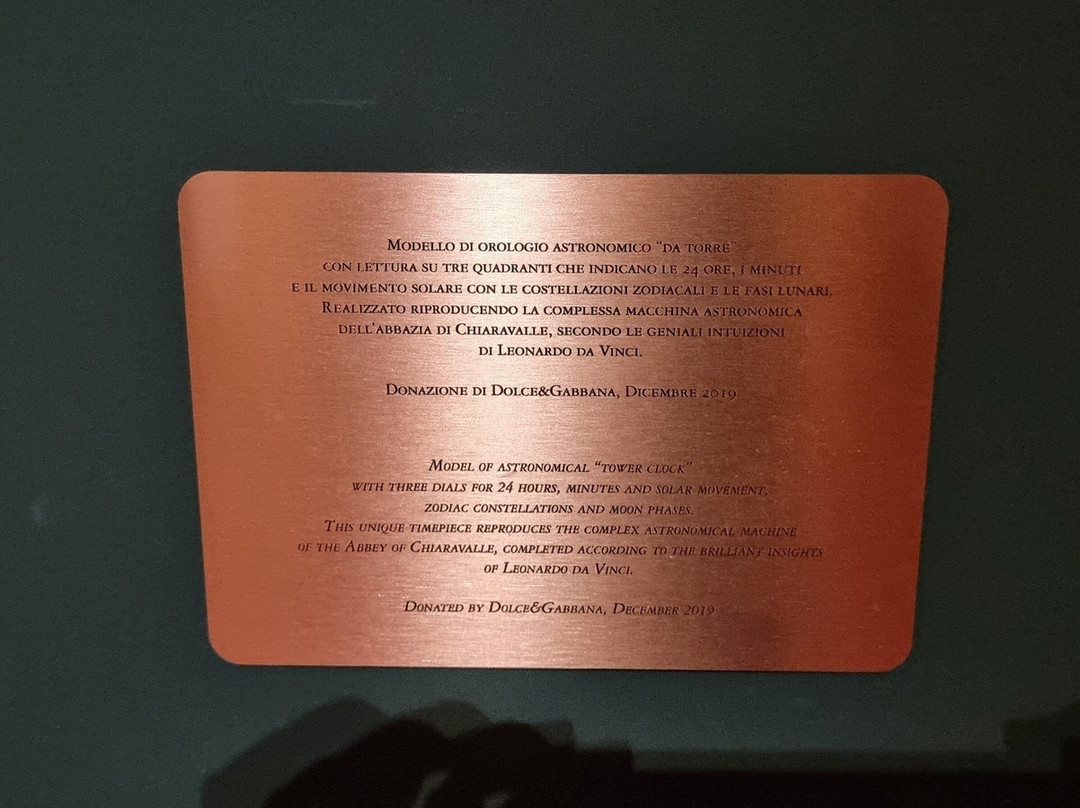 Modello di orologio astronomico "da torre"
con lettura su tre quadranti che indicano le 24 ore, i minuti
e il movimento solare con le costellazioni zodiacali e le fasi lunari.
Realizzato riproducendo la complessa macchina astronomica
dell'abbazia di Chiaravalle, secondo le geniali intuizioni
di Leonardo da Vinci.
Donazione di Dolce&Gabbana, Dicembre 2019
Model of astronomical "tower clock"
with three dials for 24 hours, minutes and solar movement,
zodiac constellations and moon phases.
This unique timepiece reproduces the complex astronomical machine
of the Abbey of Chiaravalle, completed according to the brilliant insights
of Leonardo da Vinci.
Donated by Dolce&Gabbana, December 2019